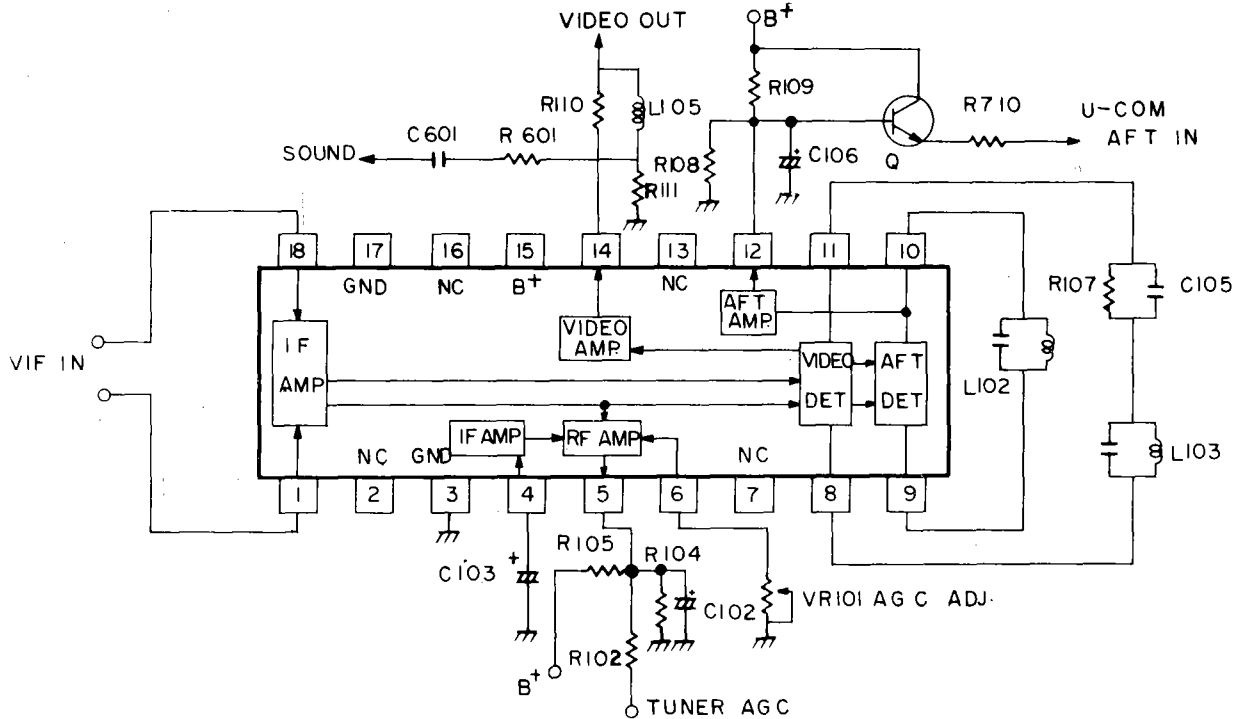 VIDEO OUT
B+
R110
L105
R109
R710
U-COM
AFT IN
C601
R 601
SOUND
R108
C106
Q
R111
18
17
16
15
14
13
12
11
10
GND
NC
B+
NC
R107
C105
AFT
AMP.
VIDEO
AMP.
IF
AMP
VIDEO
DET
AFT
DET
VIF IN
L102
IF AMP
RF AMP
NC
GND
NC
L103
1
2
3
4
5
6
7
8
9
R105
R104
C103
C102
VR101 AGC ADJ.
R102
B+
TUNER AGC
+
+
+